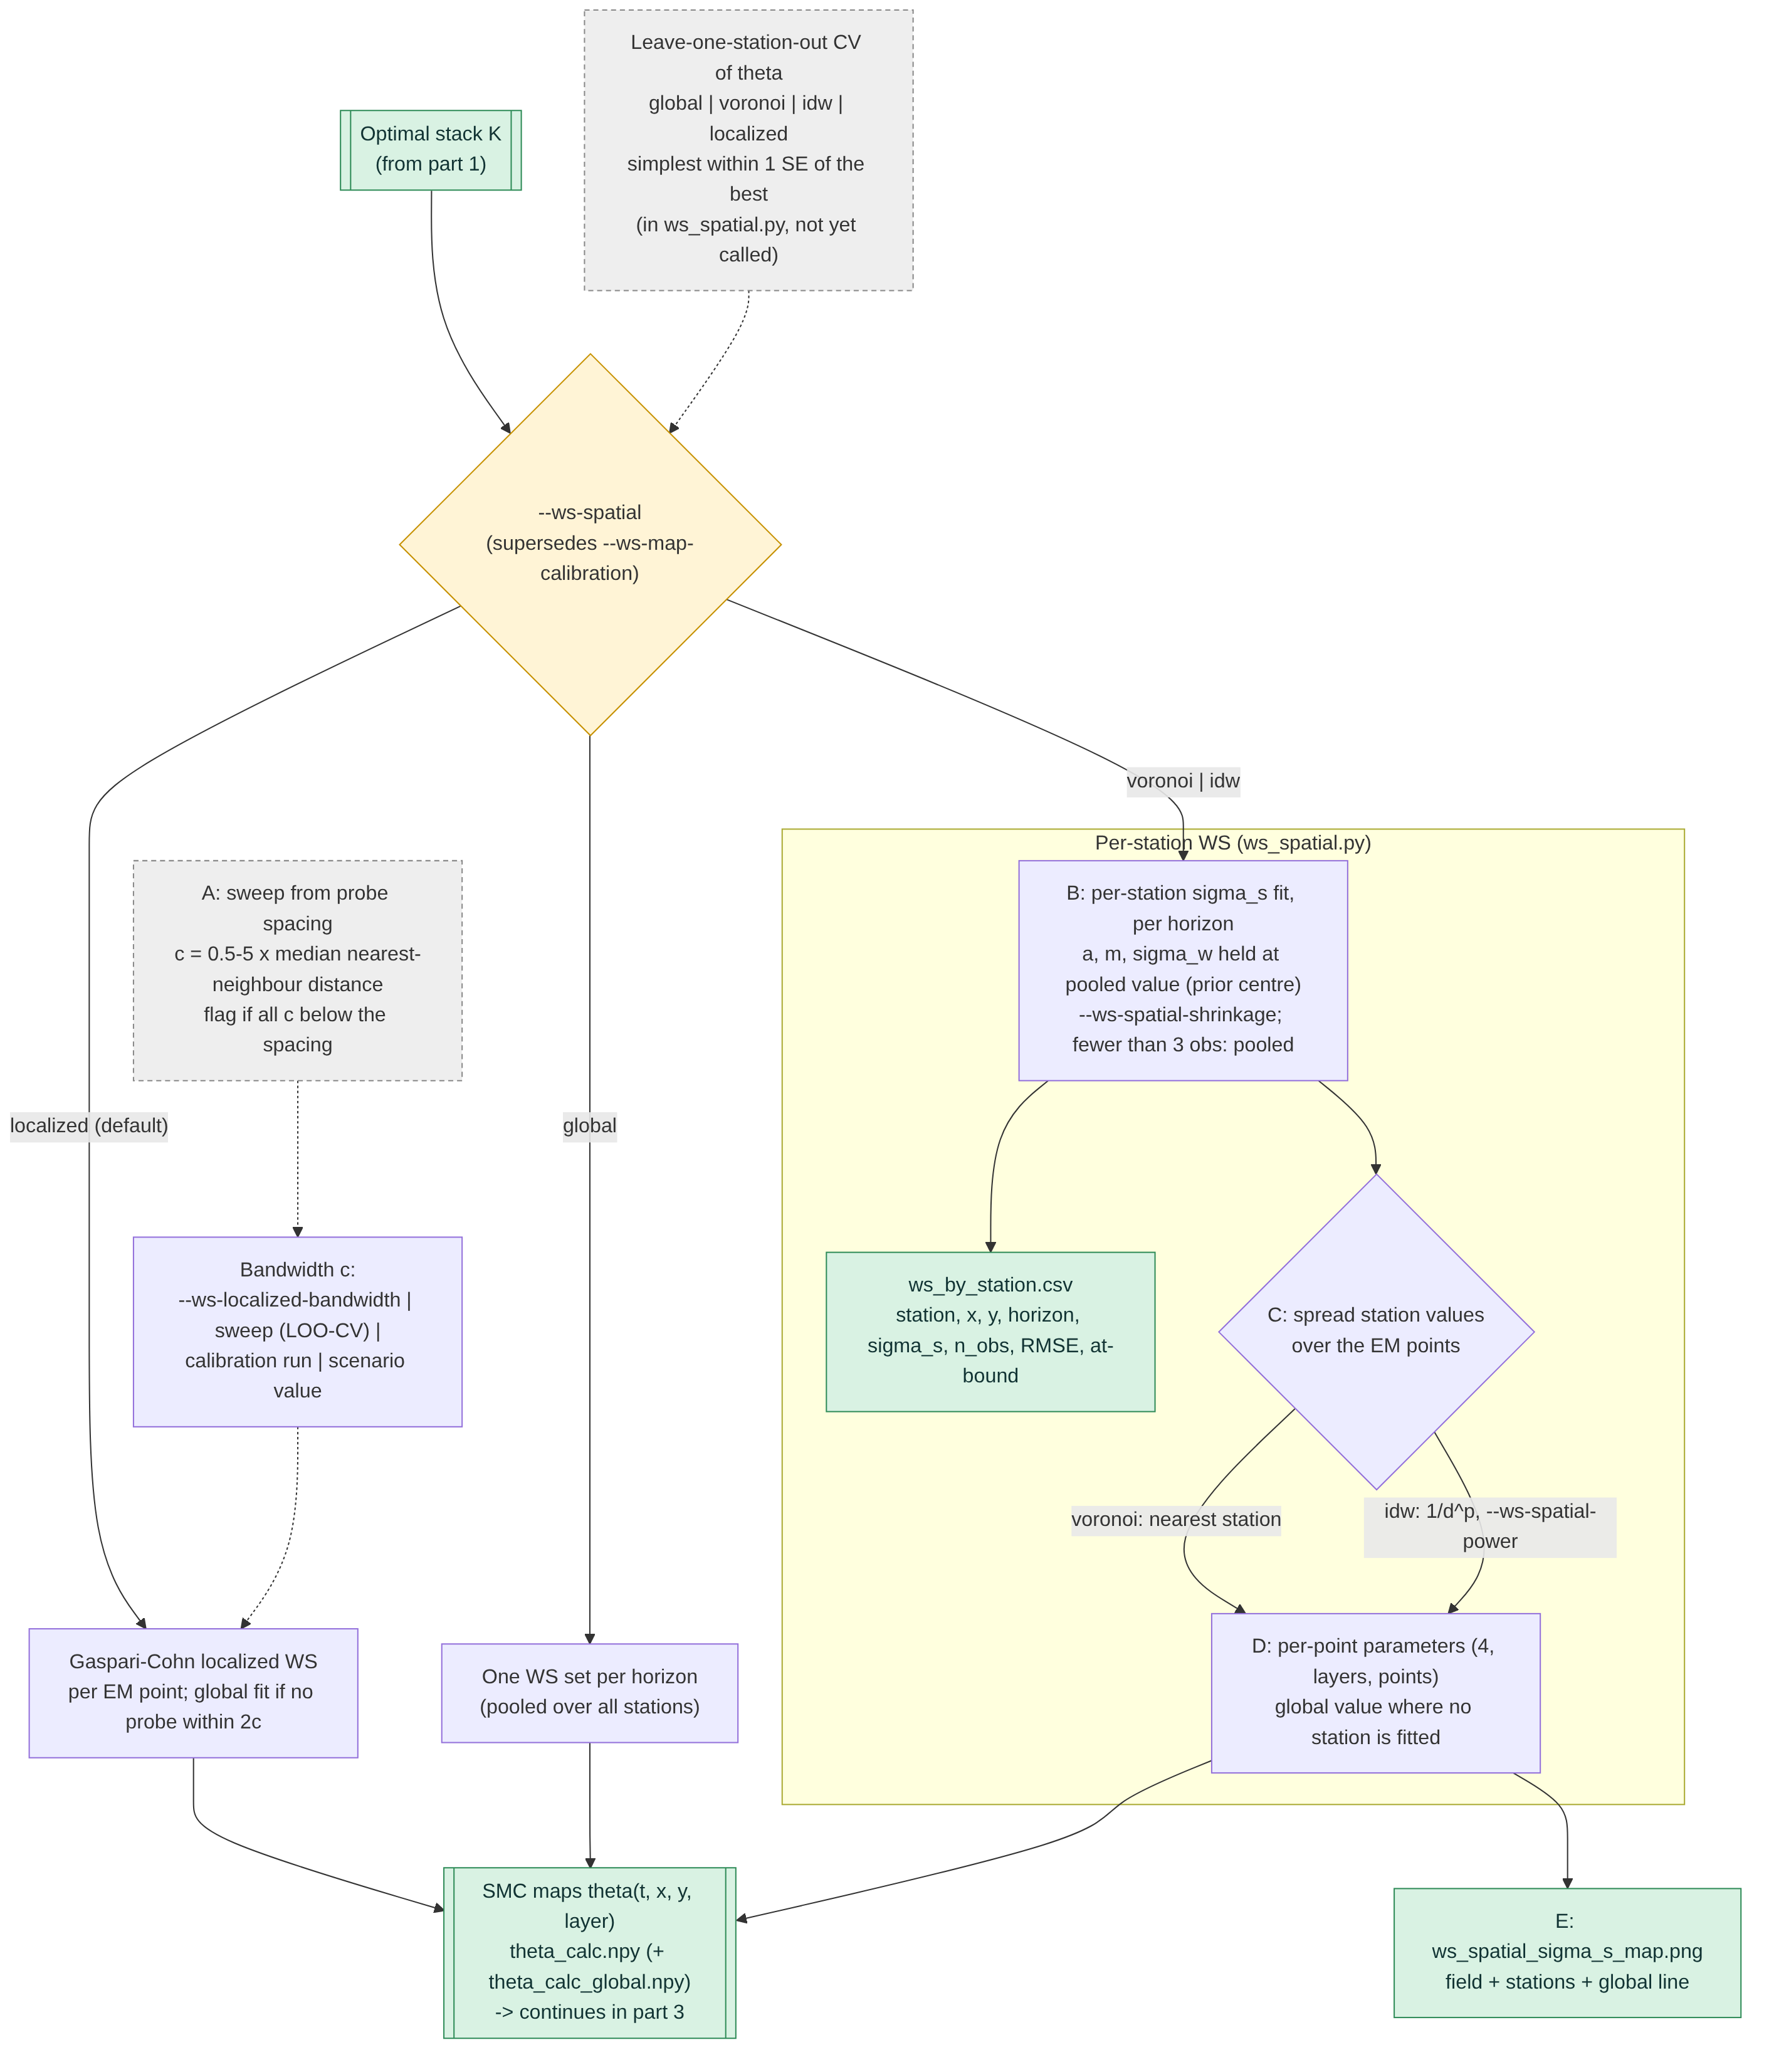 Leave-one-station-out CV
of theta
global | voronoi | idw |
localized
simplest within 1 SE of the
best
(in ws_spatial.py, not yet
called)
Optimal stack K
(from part 1)
--ws-spatial
(supersedes --ws-map-
calibration)
voronoi | idw
Per-station WS (ws_spatial.py)
A: sweep from probe
spacing
c = 0.5-5 x median nearest-
neighbour distance
flag if all c below the
spacing
B: per-station sigma_s fit,
per horizon
a, m, sigma_w held at
pooled value (prior centre)
--ws-spatial-shrinkage;
fewer than 3 obs: pooled
localized (default)
global
Bandwidth c:
--ws-localized-bandwidth |
sweep (LOO-CV) |
calibration run | scenario
value
ws_by_station.csv
station, x, y, horizon,
sigma_s, n_obs, RMSE, at-
bound
C: spread station values
over the EM points
voronoi: nearest station
idw: 1/d^p, --ws-spatial-
power
Gaspari-Cohn localized WS
per EM point; global fit if no
probe within 2c
One WS set per horizon
(pooled over all stations)
D: per-point parameters (4,
layers, points)
global value where no
station is fitted
SMC maps theta(t, x, y,
layer)
theta_calc.npy (+
theta_calc_global.npy)
-> continues in part 3
E:
ws_spatial_sigma_s_map.png
field + stations + global line